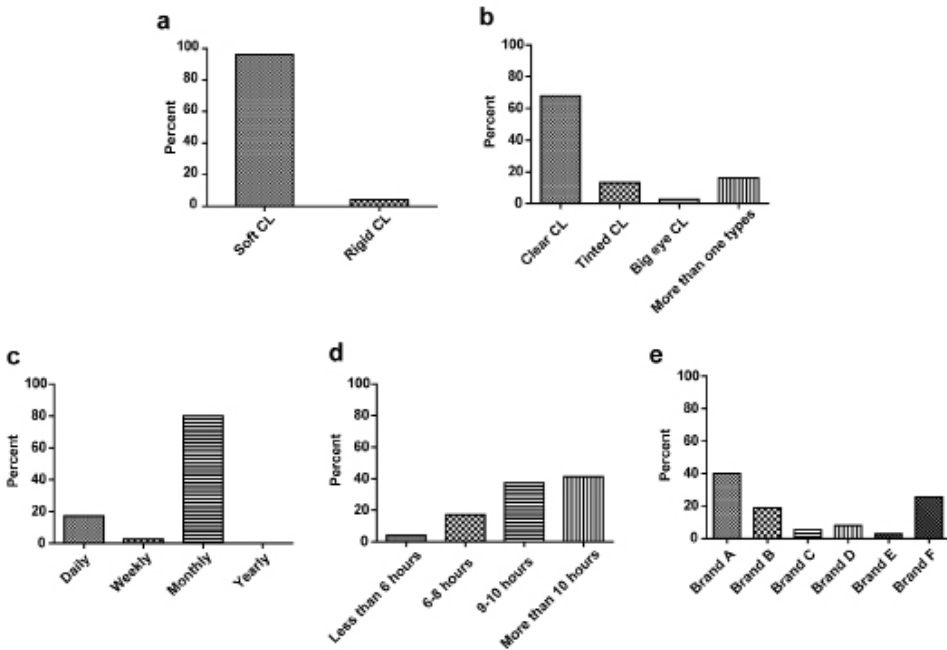 a
100
80
60
40
20
0
Percent
Soft CL
Rigid CL
b
100
80
60
40
20
0
Percent
Clear CL
Tinted CL
Big eye CL
More than one types
c
100
80
60
40
20
0
Percent
Daily
Weekly
Monthly
Yearly
d
100
80
60
40
20
0
Percent
Less than 6 hours
6-8 hours
9-10 hours
More than 10 hours
e
100
80
60
40
20
0
Percent
Brand A
Brand B
Brand C
Brand D
Brand E
Brand F